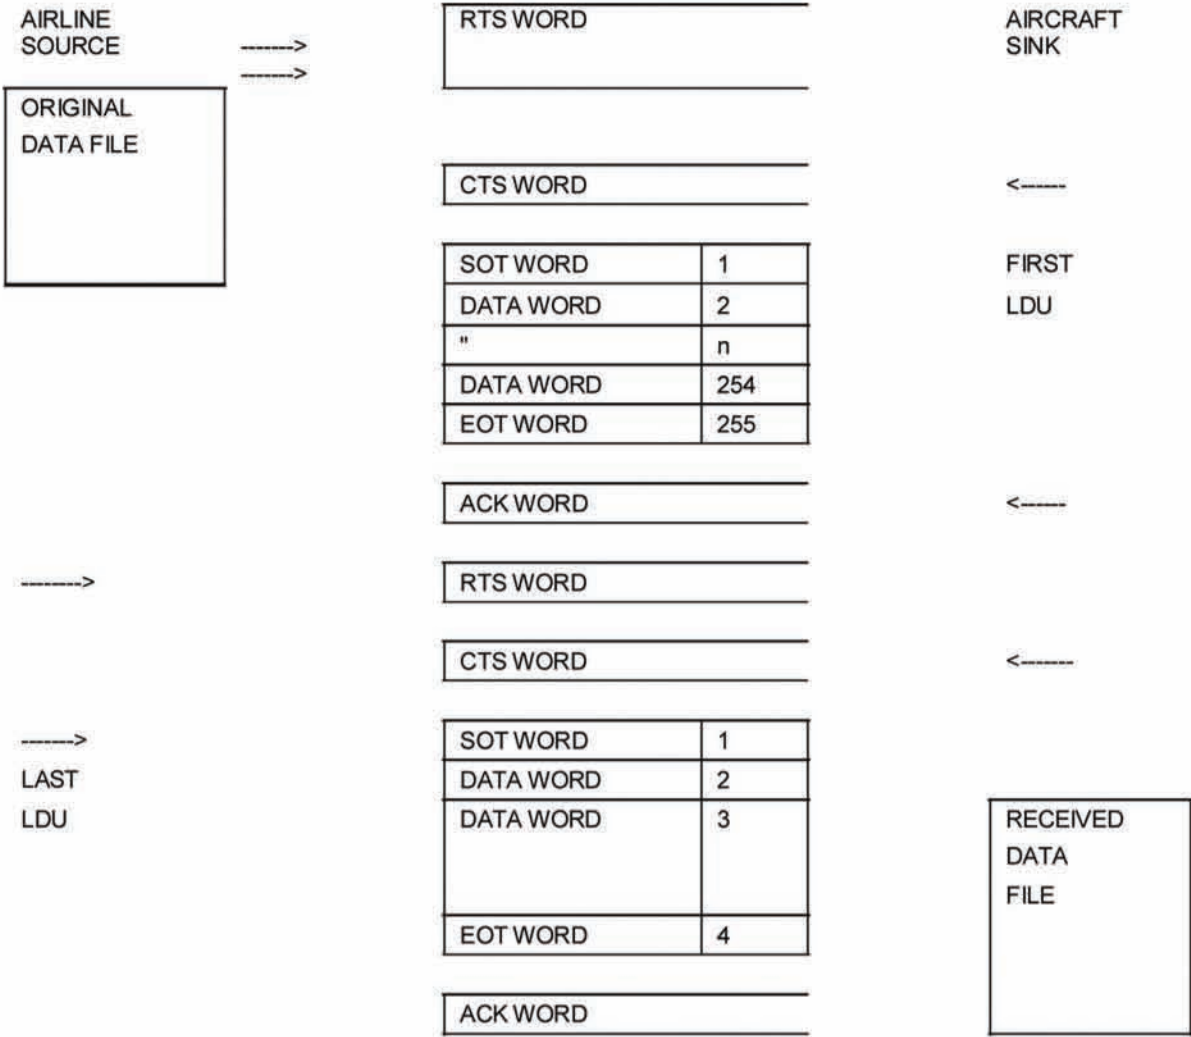 AIRLINE RTS WORD AIRCRAFT
SOURCE -------> SINK
------->
ORIGINAL
DATA FILE
CTS WORD <------
SOT WORD 1 FIRST
DATA WORD 2 LDU
" n
DATA WORD 254
EOT WORD 255
ACK WORD <------
--------> RTS WORD
CTS WORD <-------
-------> SOT WORD 1
LAST DATA WORD 2
LDU DATA WORD 3 RECEIVED
DATA
FILE
EOT WORD 4
ACK WORD